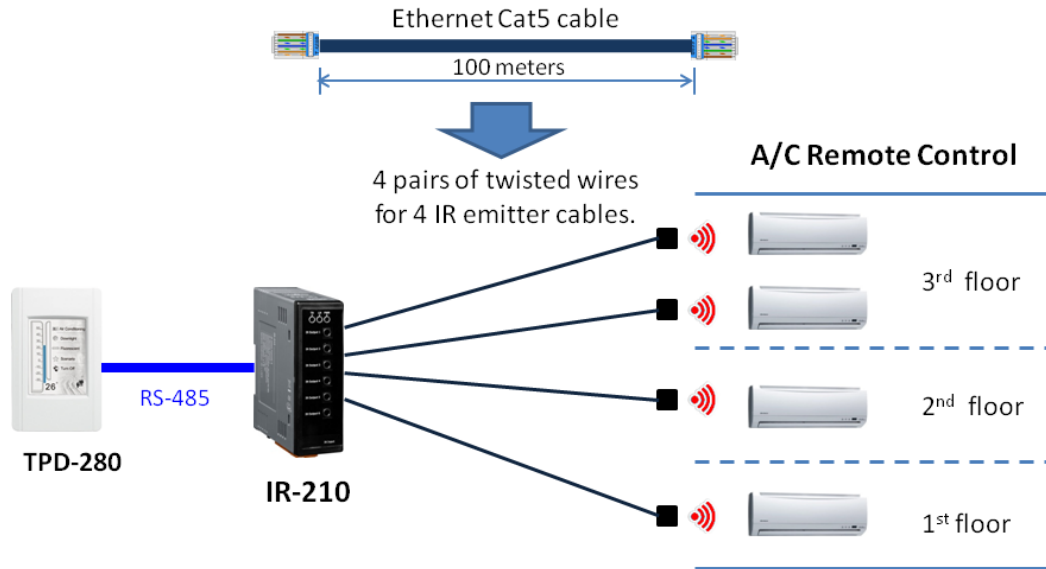 Ethernet Cat5 cable
100 meters
4 pairs of twisted wires
for 4 IR emitter cables.
A/C Remote Control
3rd floor
2nd floor
1st floor
RS-485
26°
TPD-280
IR-210